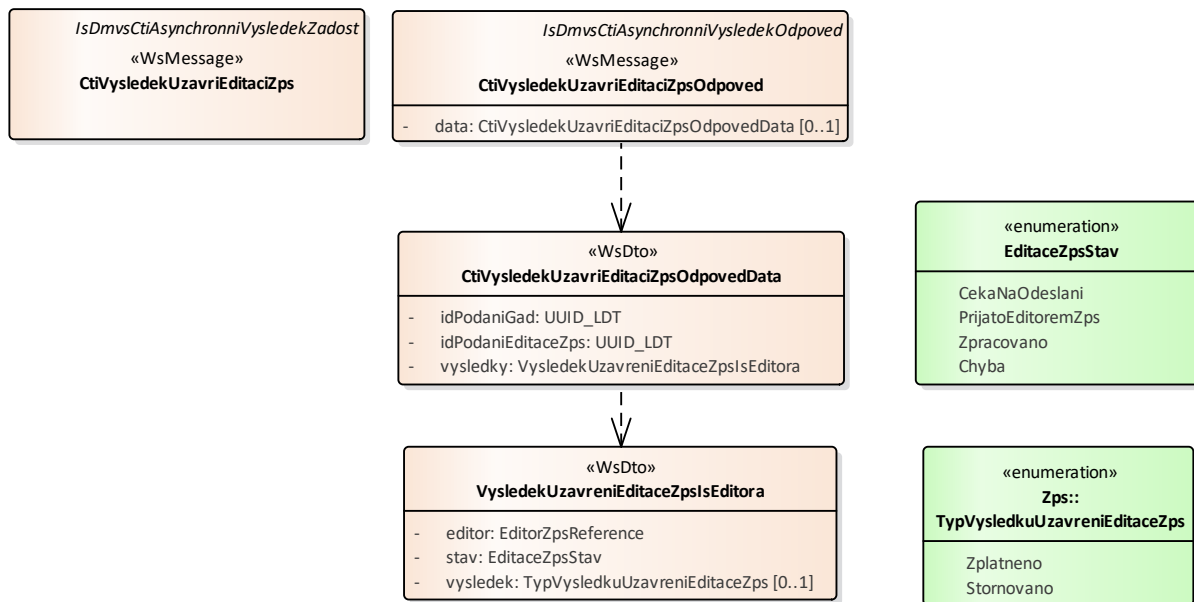 IsDmvsCtiAsynchronniVysledekZadost
«WsMessage»
CtiVysledekUzavriEditaciZps
IsDmvsCtiAsynchronniVysledekOdpoved
«WsMessage»
CtiVysledekUzavriEditaciZpsOdpoved
- data: CtiVysledekUzavriEditaciZpsOdpovedData [0..1]
«WsDto»
CtiVysledekUzavriEditaciZpsOdpovedData
- idPodaniGad: UUID_LDT
- idPodaniEditaceZps: UUID_LDT
- vysledky: VysledekUzavreniEditaceZpsIsEditora
«enumeration»
EditaceZpsStav
CekaNaOdeslani
PrijatoEditoremZps
Zpracovano
Chyba
«WsDto»
VysledekUzavreniEditaceZpsIsEditora
- editor: EditorZpsReference
- stav: EditaceZpsStav
- vysledek: TypVysledkuUzavreniEditaceZps [0..1]
«enumeration»
Zps::
TypVysledkuUzavreniEditaceZps
Zplatneno
Stornovano